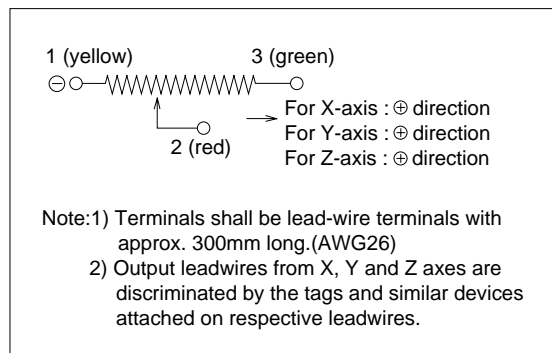 1 (yellow) 3 (green)
⊖
2 (red)
For X-axis : ⊕ direction
For Y-axis : ⊕ direction
For Z-axis : ⊕ direction
Note:1) Terminals shall be lead-wire terminals with
approx. 300mm long.(AWG26)
2) Output leadwires from X, Y and Z axes are
discriminated by the tags and similar devices
attached on respective leadwires.